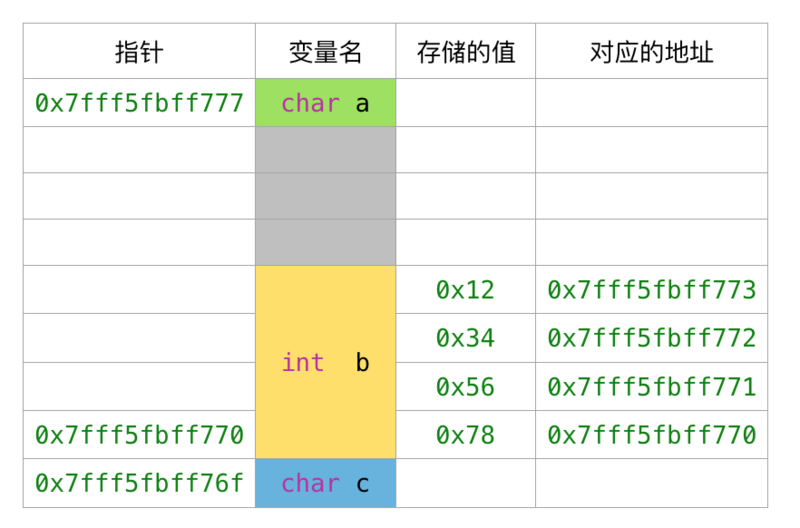 指针 变量名 存储的值 对应的地址
0x7fff5fbff777 char a
0x12 0x7fff5fbff773
0x34 0x7fff5fbff772
int b
0x56 0x7fff5fbff771
0x7fff5fbff770 0x78 0x7fff5fbff770
0x7fff5fbff76f char c